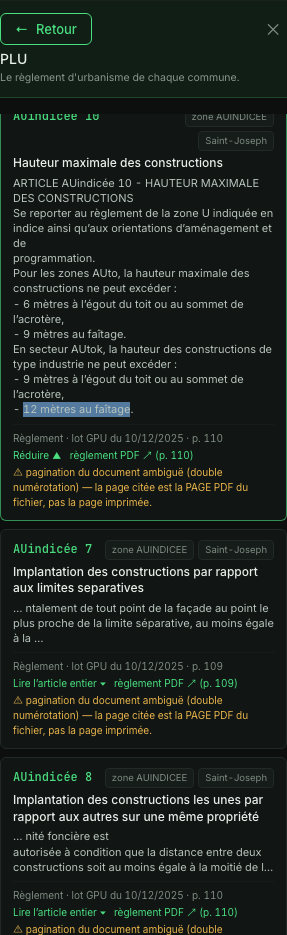 ← Retour
PLU
Le règlement d'urbanisme de chaque commune.
AUindicée 10
zone AUINDICEE
Saint-Joseph
Hauteur maximale des constructions
ARTICLE AUindicée 10 - HAUTEUR MAXIMALE
DES CONSTRUCTIONS
Se reporter au règlement de la zone U indiquée en
indice ainsi qu’aux orientations d’aménagement et
de
programmation.
Pour les zones AUto, la hauteur maximale des
constructions ne peut excéder :
- 6 mètres à l’égout du toit ou au sommet de
l’acrotère,
- 9 mètres au faîtage.
En secteur AUtok, la hauteur des constructions de
type industrie ne peut excéder :
- 9 mètres à l’égout du toit ou au sommet de
l’acrotère,
- 12 mètres au faîtage.
Règlement · lot GPU du 10/12/2025 · p. 110
Réduire ▲ règlement PDF ↗ (p. 110)
⚠ pagination du document ambiguë (double
numérotation) — la page citée est la PAGE PDF du
fichier, pas la page imprimée.
AUindicée 7 zone AUINDICEE Saint-Joseph
Implantation des constructions par rapport
aux limites separatives
... ntalement de tout point de la façade au point le
plus proche de la limite séparative, au moins égale
à la ...
Règlement · lot GPU du 10/12/2025 · p. 109
Lire l’article entier ▾ règlement PDF ↗ (p. 109)
⚠ pagination du document ambiguë (double
numérotation) — la page citée est la PAGE PDF du
fichier, pas la page imprimée.
AUindicée 8 zone AUINDICEE Saint-Joseph
Implantation des constructions les unes par
rapport aux autres sur une même propriété
... nité foncière est
autorisée à condition que la distance entre deux
constructions soit au moins égale à la moitié de l...
Règlement · lot GPU du 10/12/2025 · p. 110
Lire l’article entier ▾ règlement PDF ↗ (p. 110)
⚠ pagination du document ambiguë (double